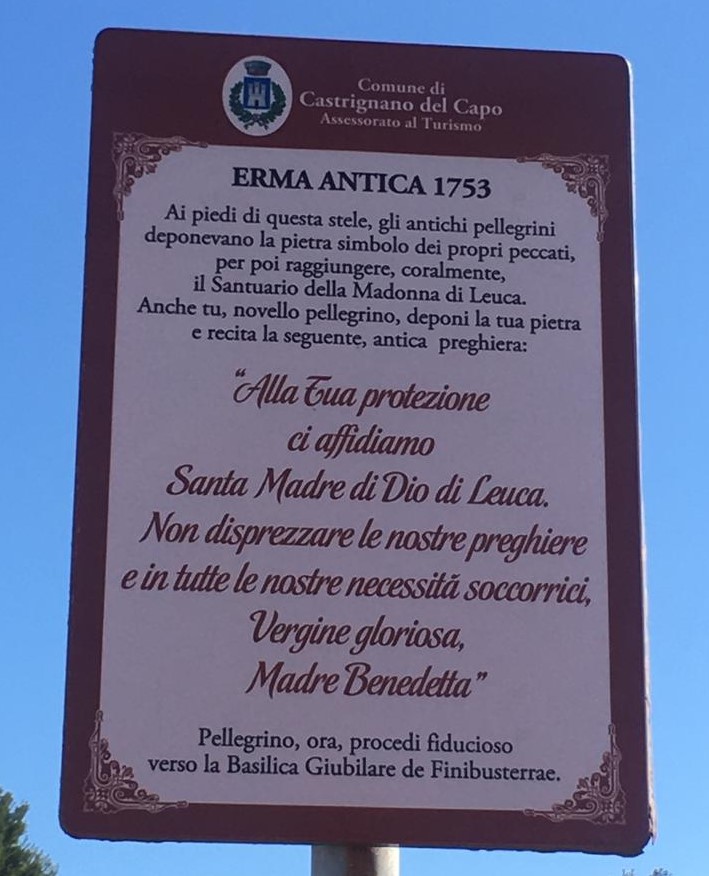 Comune di
Castrignano del Capo
Assessorato al Turismo
ERMA ANTICA 1753
Ai piedi di questa stele, gli antichi pellegrini
deponevano la pietra simbolo dei propri peccati,
per poi raggiungere, coralmente,
il Santuario della Madonna di Leuca.
Anche tu, novello pellegrino, deponi la tua pietra
e recita la seguente, antica preghiera:
"Alla Tua protezione
ci affidiamo
Santa Madre di Dio di Leuca.
Non disprezzare le nostre preghiere
e in tutte le nostre necessită soccorrici,
Vergine gloriosa,
Madre Benedetta"
Pellegrino, ora, procedi fiducioso
verso la Basilica Giubilare de Finibusterrae.